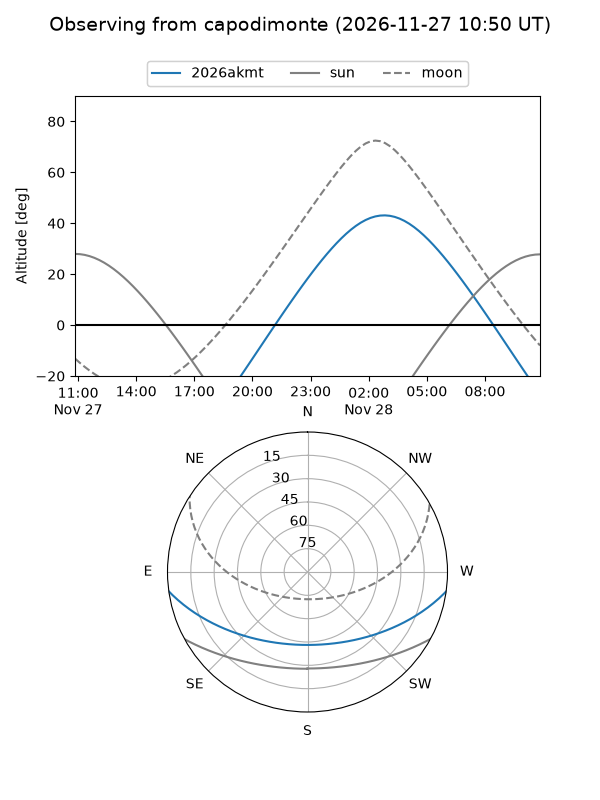 Observing from capodimonte (2026-11-27 10:50 UT)
2026akmt sun moon
Altitude [deg]
80
60
40
20
0
−20
11:00 14:00 17:00 20:00 23:00 02:00 05:00 08:00
Nov 27 Nov 28
N
NE NW
15
30
45
60
75
E W
SE SW
S